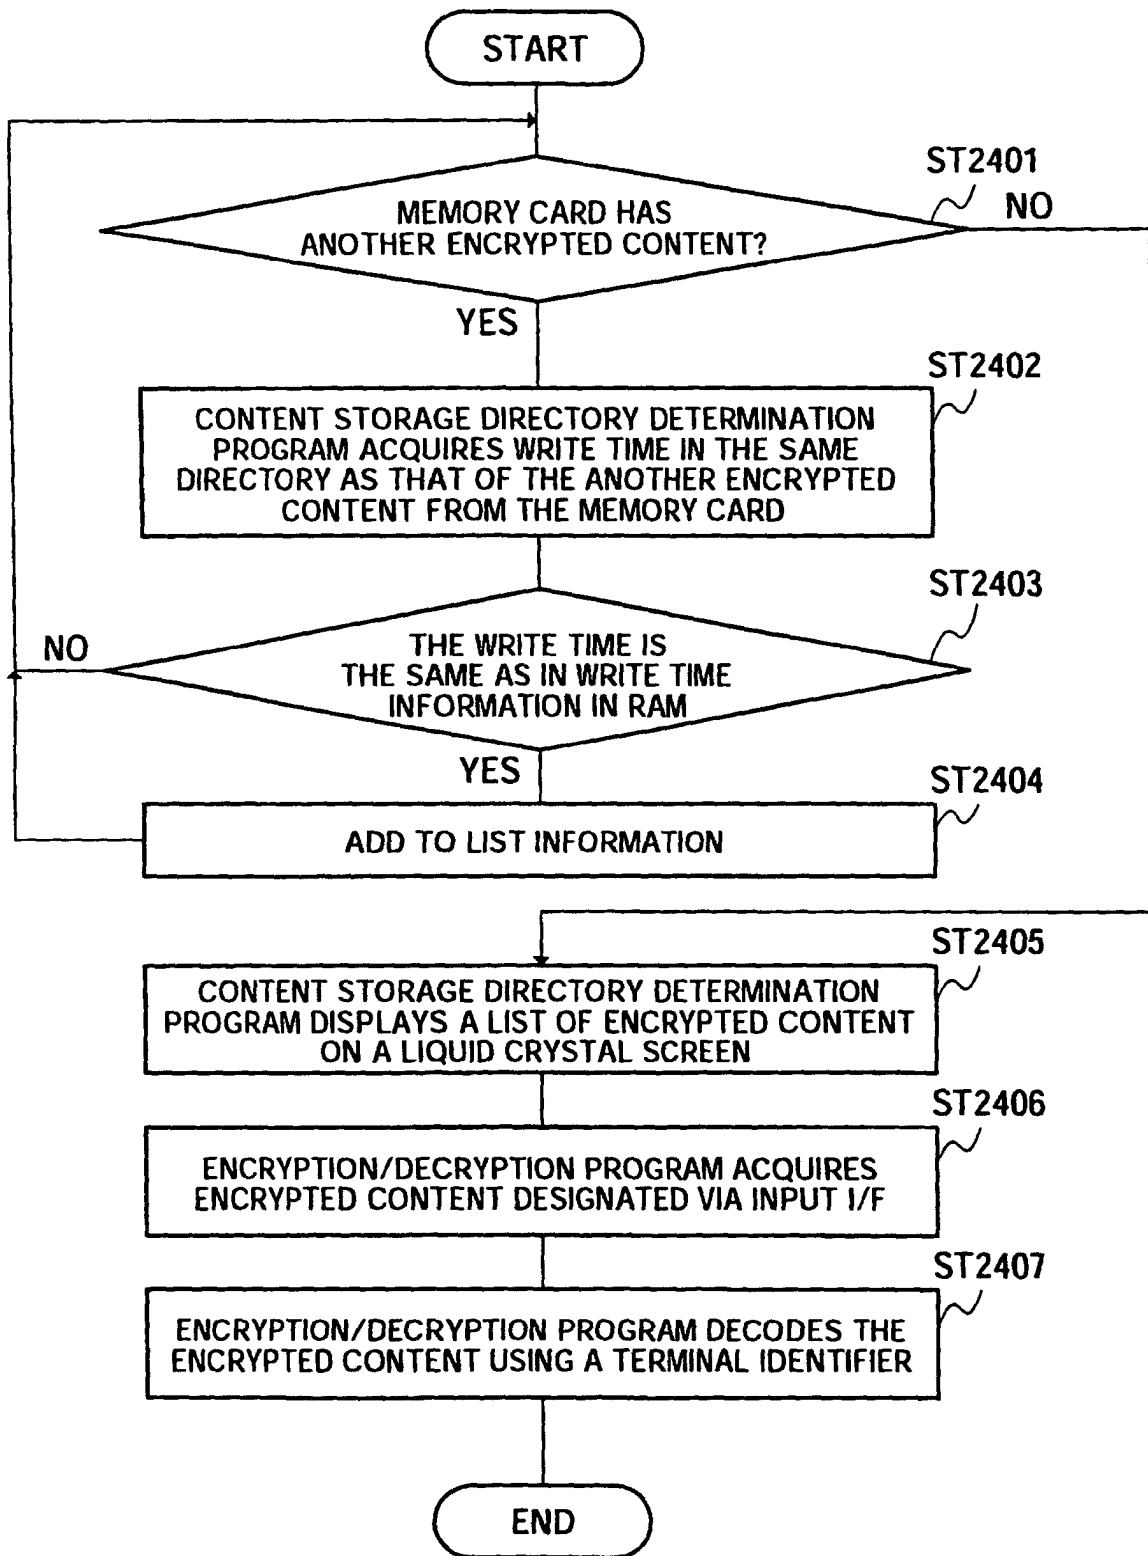 START
ST2401
NO
MEMORY CARD HAS
ANOTHER ENCRYPTED CONTENT?
YES
ST2402
CONTENT STORAGE DIRECTORY DETERMINATION
PROGRAM ACQUIRES WRITE TIME IN THE SAME
DIRECTORY AS THAT OF THE ANOTHER ENCRYPTED
CONTENT FROM THE MEMORY CARD
ST2403
NO
THE WRITE TIME IS
THE SAME AS IN WRITE TIME
INFORMATION IN RAM
YES
ST2404
ADD TO LIST INFORMATION
ST2405
CONTENT STORAGE DIRECTORY DETERMINATION
PROGRAM DISPLAYS A LIST OF ENCRYPTED CONTENT
ON A LIQUID CRYSTAL SCREEN
ST2406
ENCRYPTION/DECRYPTION PROGRAM ACQUIRES
ENCRYPTED CONTENT DESIGNATED VIA INPUT I/F
ST2407
ENCRYPTION/DECRYPTION PROGRAM DECODES THE
ENCRYPTED CONTENT USING A TERMINAL IDENTIFIER
END